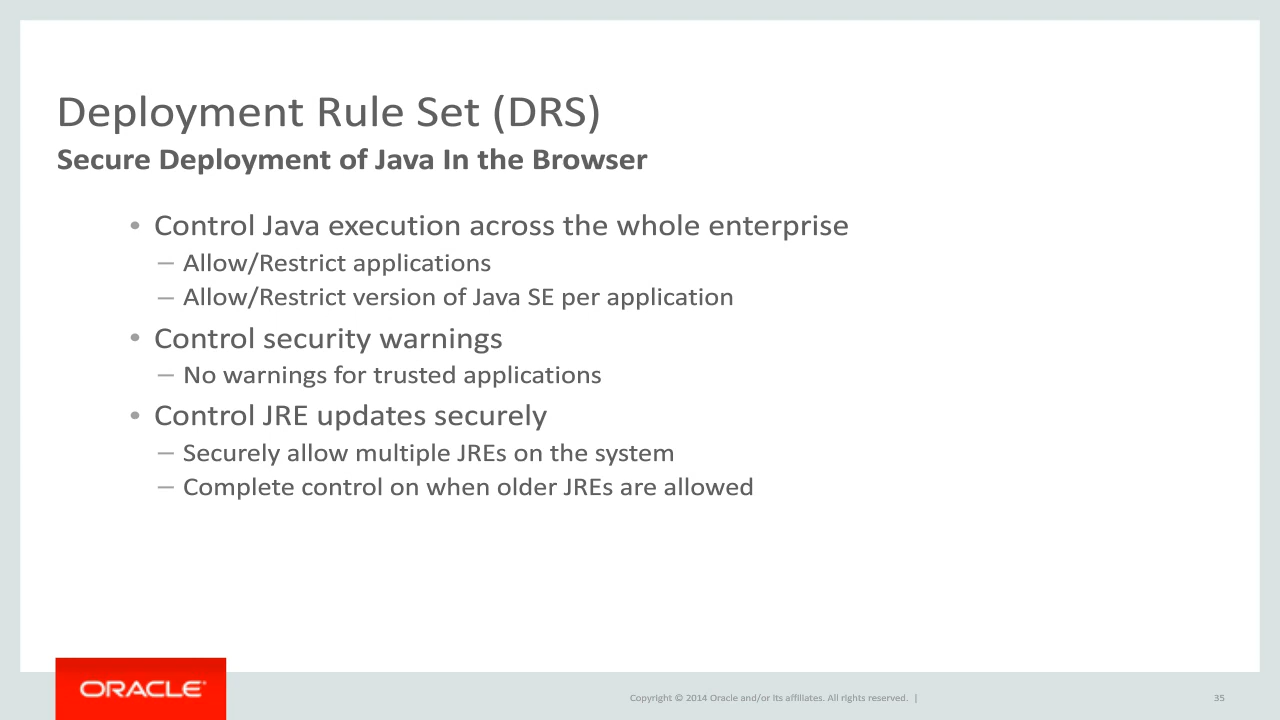 Deployment Rule Set (DRS)
Secure Deployment of Java In the Browser
• Control Java execution across the whole enterprise
– Allow/Restrict applications
– Allow/Restrict version of Java SE per application
• Control security warnings
– No warnings for trusted applications
• Control JRE updates securely
– Securely allow multiple JREs on the system
– Complete control on when older JREs are allowed
ORACLE®
Copyright © 2014 Oracle and/or its affiliates. All rights reserved. |
35